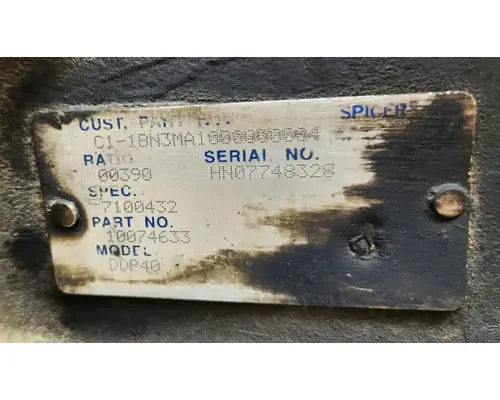 CUST. PART NO. SPICER
C1-1BN3MA1000000004
RATIO SERIAL NO.
00390 HN07748328
SPEC.
7100432
PART NO.
10074633
MODEL
DDP40